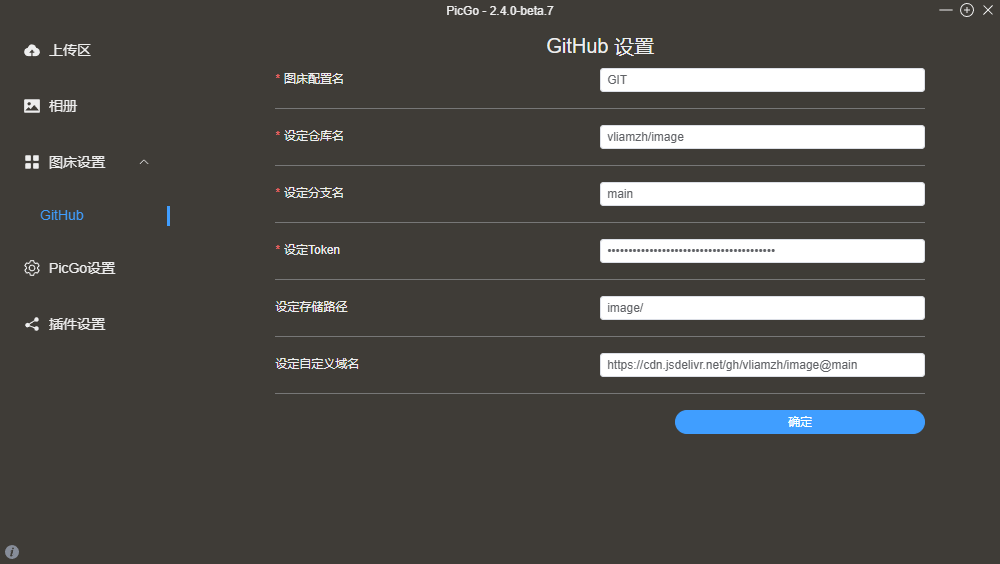 PicGo - 2.4.0-beta.7
上传区
相册
图床设置
GitHub
PicGo设置
插件设置
GitHub 设置
* 图床配置名
GIT
* 设定仓库名
vliamzh/image
* 设定分支名
main
* 设定Token
设定存储路径
image/
设定自定义域名
https://cdn.jsdelivr.net/gh/vliamzh/image@main
确定